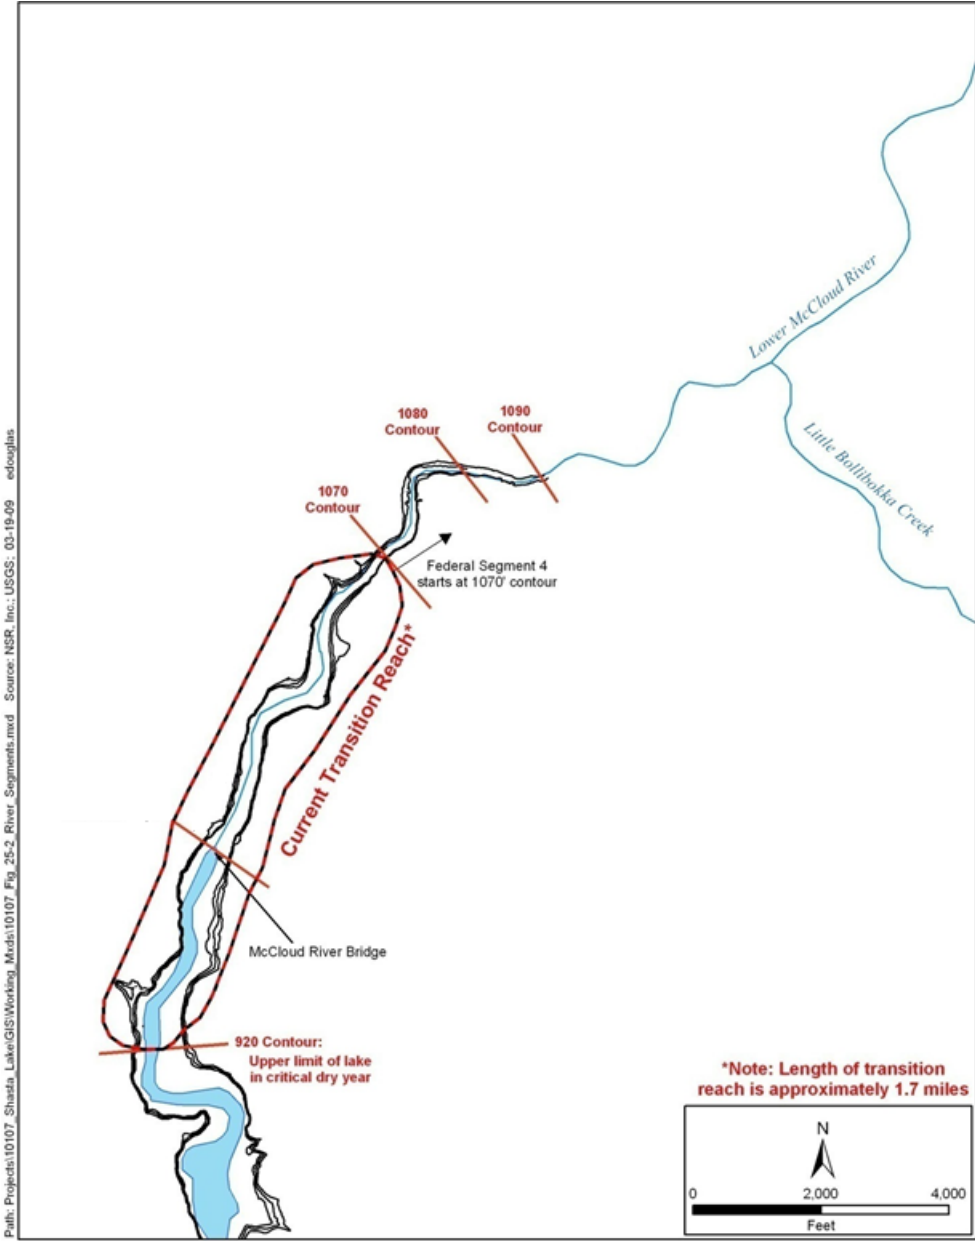 Path: Projects\10107_Shasta_Lake\GIS\Working_Mxds\10107_Fig_25-2_River_Segments.mxd Source: NSR, Inc.; USGS; 03-19-09 edouglas
Lower McCloud River
Little Bollibokka Creek
1080
Contour
1090
Contour
1070
Contour
Federal Segment 4
starts at 1070' contour
Current Transition Reach*
McCloud River Bridge
920 Contour:
Upper limit of lake
in critical dry year
*Note: Length of transition
reach is approximately 1.7 miles
N
0 2,000 4,000
Feet